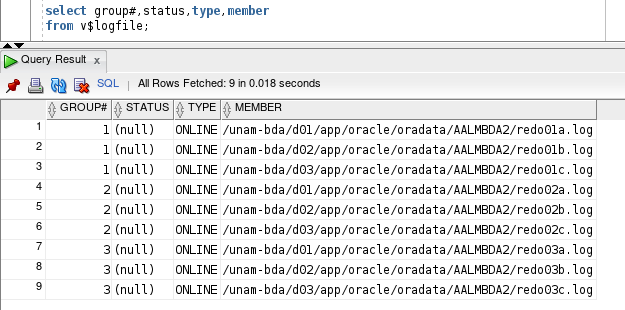 select group#,status,type,member
from v$logfile;
Query Result x
SQL | All Rows Fetched: 9 in 0.018 seconds
GROUP# STATUS TYPE MEMBER
1 1 (null) ONLINE /unam-bda/d01/app/oracle/oradata/AALMBDA2/redo01a.log
2 1 (null) ONLINE /unam-bda/d02/app/oracle/oradata/AALMBDA2/redo01b.log
3 1 (null) ONLINE /unam-bda/d03/app/oracle/oradata/AALMBDA2/redo01c.log
4 2 (null) ONLINE /unam-bda/d01/app/oracle/oradata/AALMBDA2/redo02a.log
5 2 (null) ONLINE /unam-bda/d02/app/oracle/oradata/AALMBDA2/redo02b.log
6 2 (null) ONLINE /unam-bda/d03/app/oracle/oradata/AALMBDA2/redo02c.log
7 3 (null) ONLINE /unam-bda/d01/app/oracle/oradata/AALMBDA2/redo03a.log
8 3 (null) ONLINE /unam-bda/d02/app/oracle/oradata/AALMBDA2/redo03b.log
9 3 (null) ONLINE /unam-bda/d03/app/oracle/oradata/AALMBDA2/redo03c.log